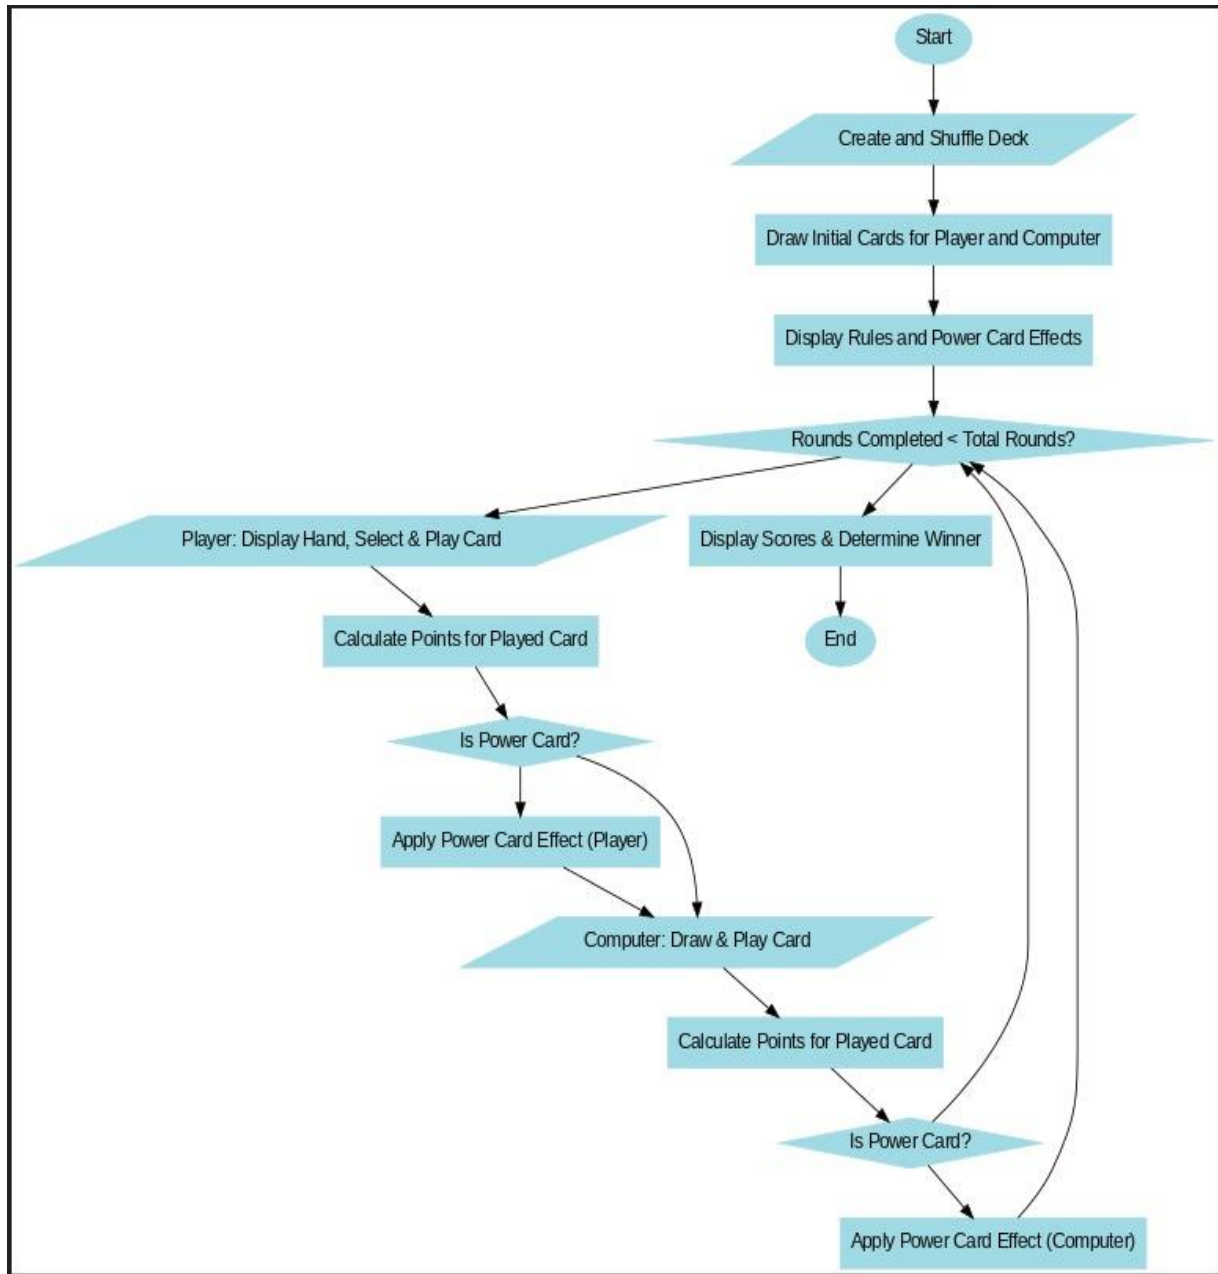 Start
Create and Shuffle Deck
Draw Initial Cards for Player and Computer
Display Rules and Power Card Effects
Rounds Completed < Total Rounds?
Player: Display Hand, Select & Play Card
Display Scores & Determine Winner
Calculate Points for Played Card
End
Is Power Card?
Apply Power Card Effect (Player)
Computer: Draw & Play Card
Calculate Points for Played Card
Is Power Card?
Apply Power Card Effect (Computer)